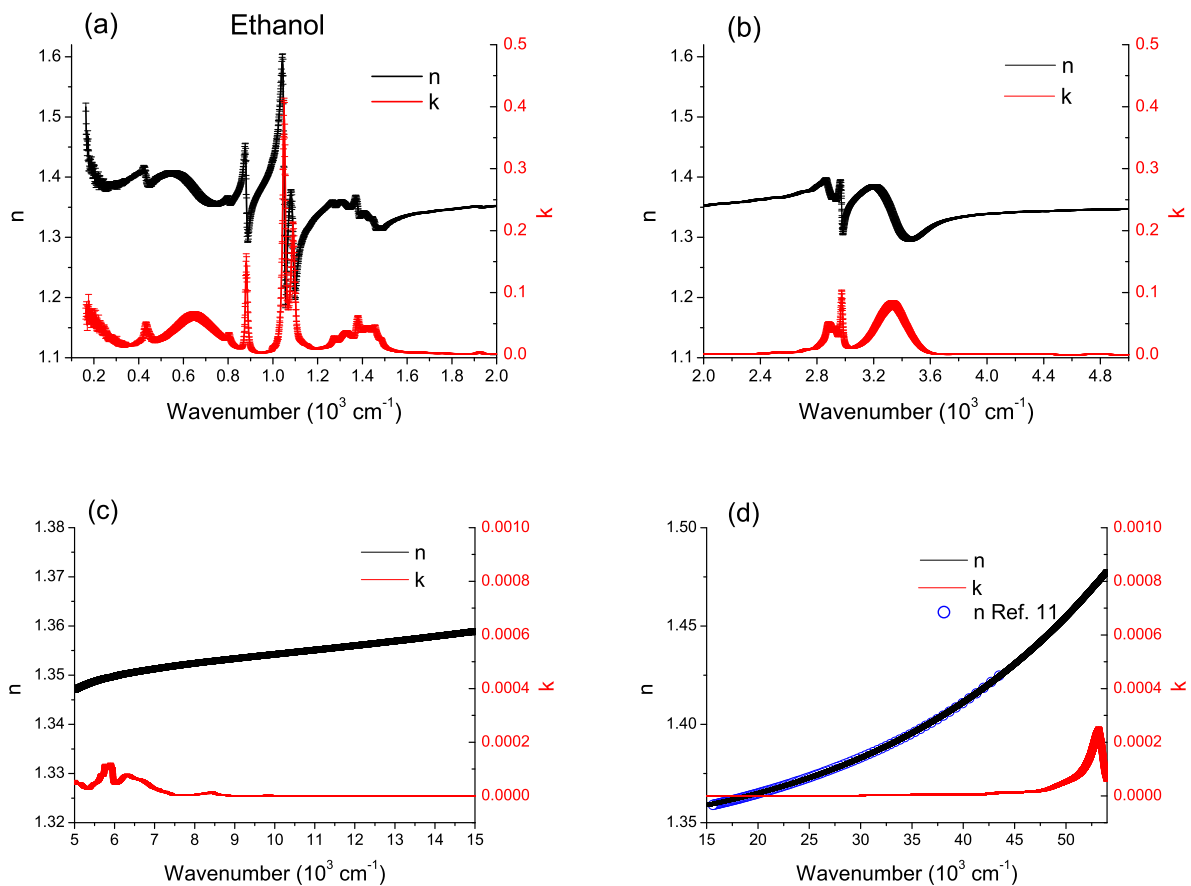 (a)
Ethanol
1.6
1.5
1.4
1.3
1.2
1.1
n
n
k
0.5
0.4
0.3
0.2
0.1
0.0
k
0.2 0.4 0.6 0.8 1.0 1.2 1.4 1.6 1.8 2.0
Wavenumber (10³ cm⁻¹)
(b)
1.6
1.5
1.4
1.3
1.2
1.1
n
n
k
0.5
0.4
0.3
0.2
0.1
0.0
k
2.0 2.4 2.8 3.2 3.6 4.0 4.4 4.8
Wavenumber (10³ cm⁻¹)
(c)
1.38
1.37
1.36
1.35
1.34
1.33
1.32
n
n
k
0.0010
0.0008
0.0006
0.0004
0.0002
0.0000
k
5 6 7 8 9 10 11 12 13 14 15
Wavenumber (10³ cm⁻¹)
(d)
1.50
1.45
1.40
1.35
n
n
k
n Ref. 11
0.0010
0.0008
0.0006
0.0004
0.0002
0.0000
k
15 20 25 30 35 40 45 50
Wavenumber (10³ cm⁻¹)